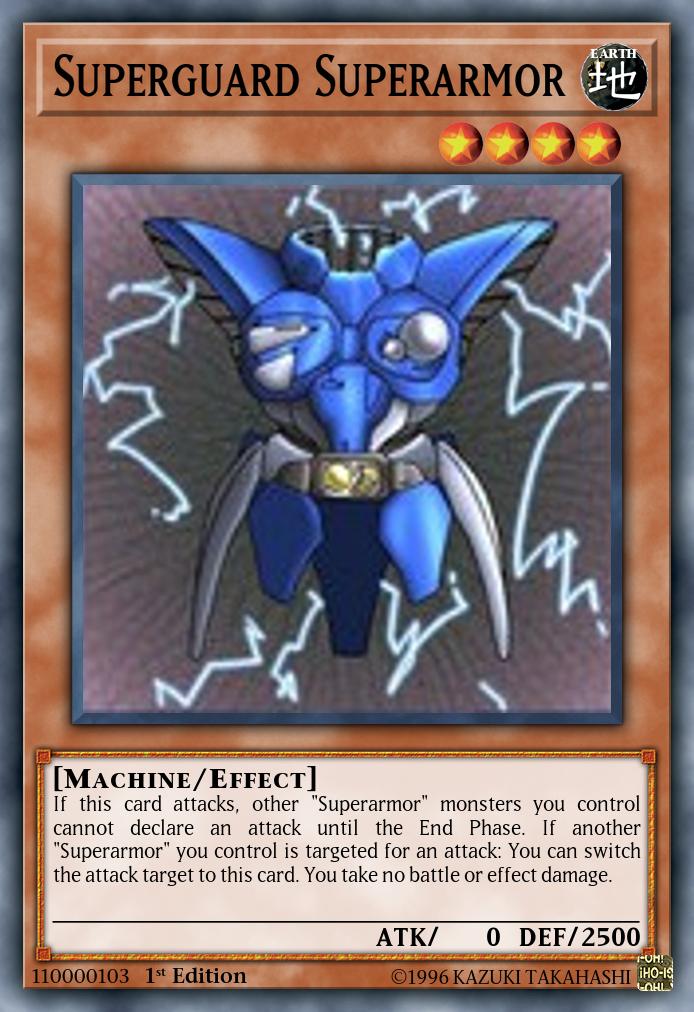 Superguard Superarmor
EARTH
地
[Machine/Effect]
If this card attacks, other "Superarmor" monsters you control
cannot declare an attack until the End Phase. If another
"Superarmor" you control is targeted for an attack: You can switch
the attack target to this card. You take no battle or effect damage.
ATK/ 0 DEF/2500
110000103 1st Edition ©1996 KAZUKI TAKAHASHI